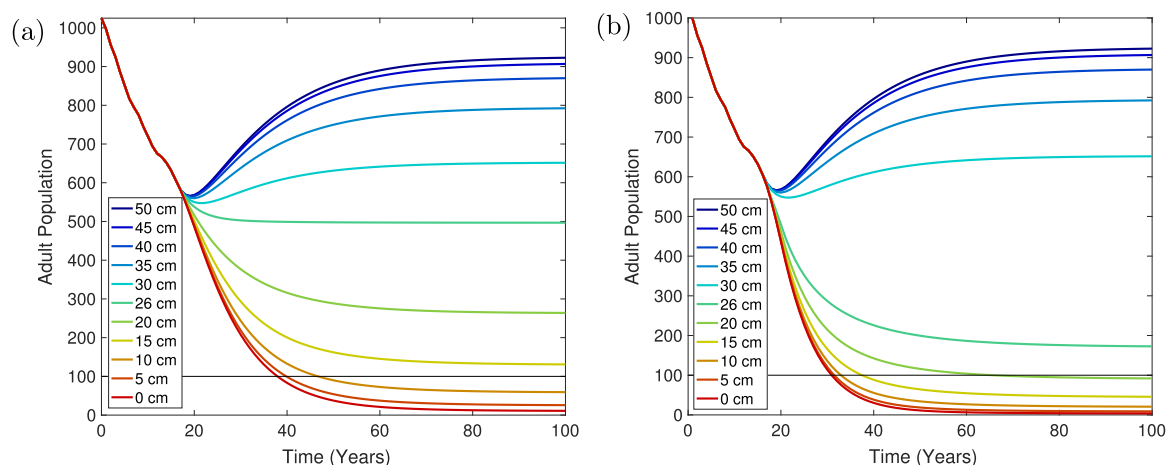 (a)
1000
900
800
700
600
500
400
300
200
100
0
Adult Population
50 cm
45 cm
40 cm
35 cm
30 cm
26 cm
20 cm
15 cm
10 cm
5 cm
0 cm
0 20 40 60 80 100
Time (Years)
(b)
1000
900
800
700
600
500
400
300
200
100
0
Adult Population
50 cm
45 cm
40 cm
35 cm
30 cm
26 cm
20 cm
15 cm
10 cm
5 cm
0 cm
0 20 40 60 80 100
Time (Years)